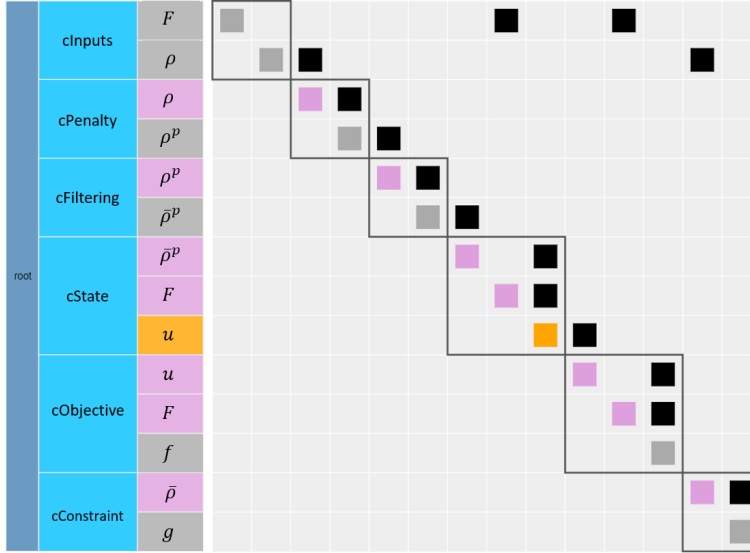 root
cInputs
F
ρ
cPenalty
ρ
ρ^p
cFiltering
ρ^p
ρ̄^p
cState
ρ̄^p
F
u
cObjective
u
F
f
cConstraint
ρ̄
g